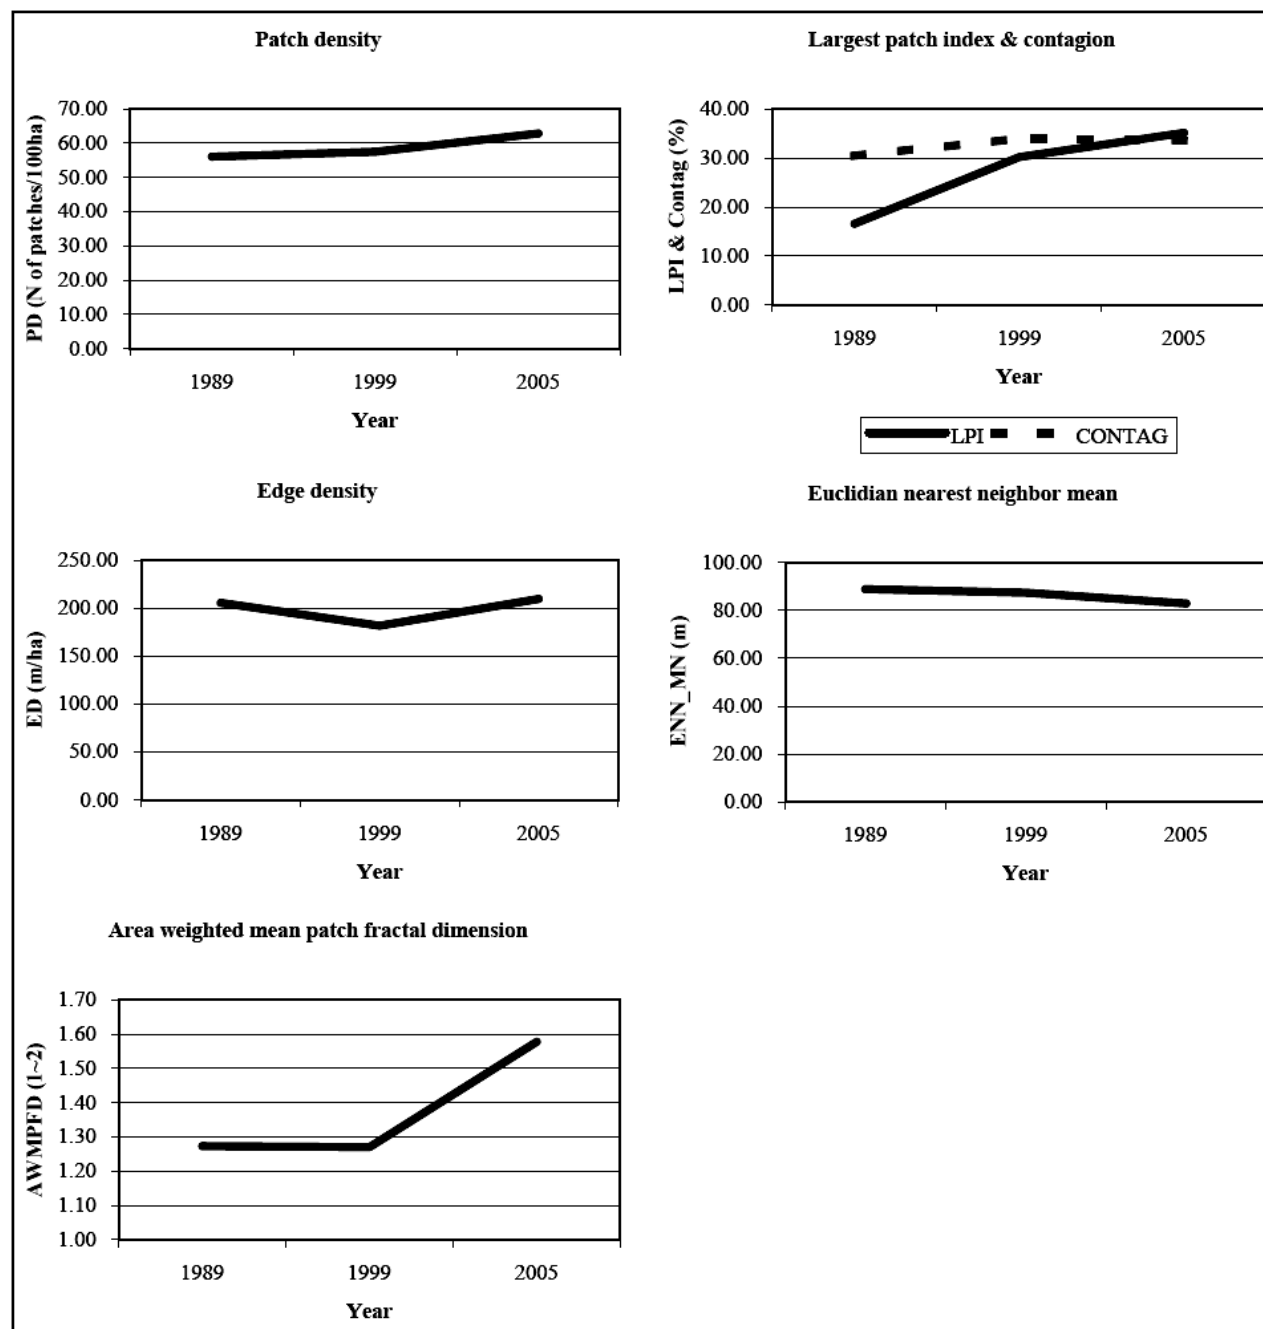 Patch density
PD (N of patches/100ha)
70.00
60.00
50.00
40.00
30.00
20.00
10.00
0.00
1989 1999 2005
Year
Largest patch index & contagion
LPI & Contag (%)
40.00
30.00
20.00
10.00
0.00
1989 1999 2005
Year
LPI CONTAG
Edge density
ED (m/ha)
250.00
200.00
150.00
100.00
50.00
0.00
1989 1999 2005
Year
Euclidian nearest neighbor mean
ENN_MN (m)
100.00
80.00
60.00
40.00
20.00
0.00
1989 1999 2005
Year
Area weighted mean patch fractal dimension
AWMPFD (1~2)
1.70
1.60
1.50
1.40
1.30
1.20
1.10
1.00
1989 1999 2005
Year